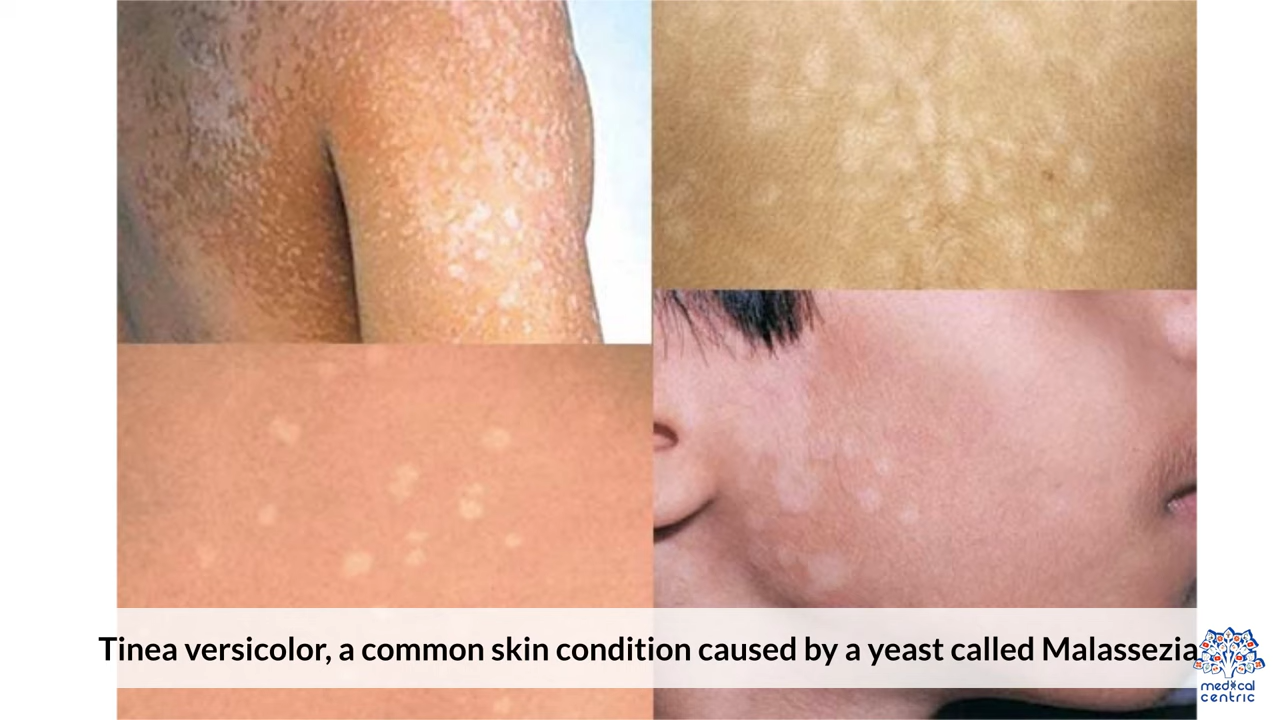 Tinea versicolor, a common skin condition caused by a yeast called Malassezia
medical
centric